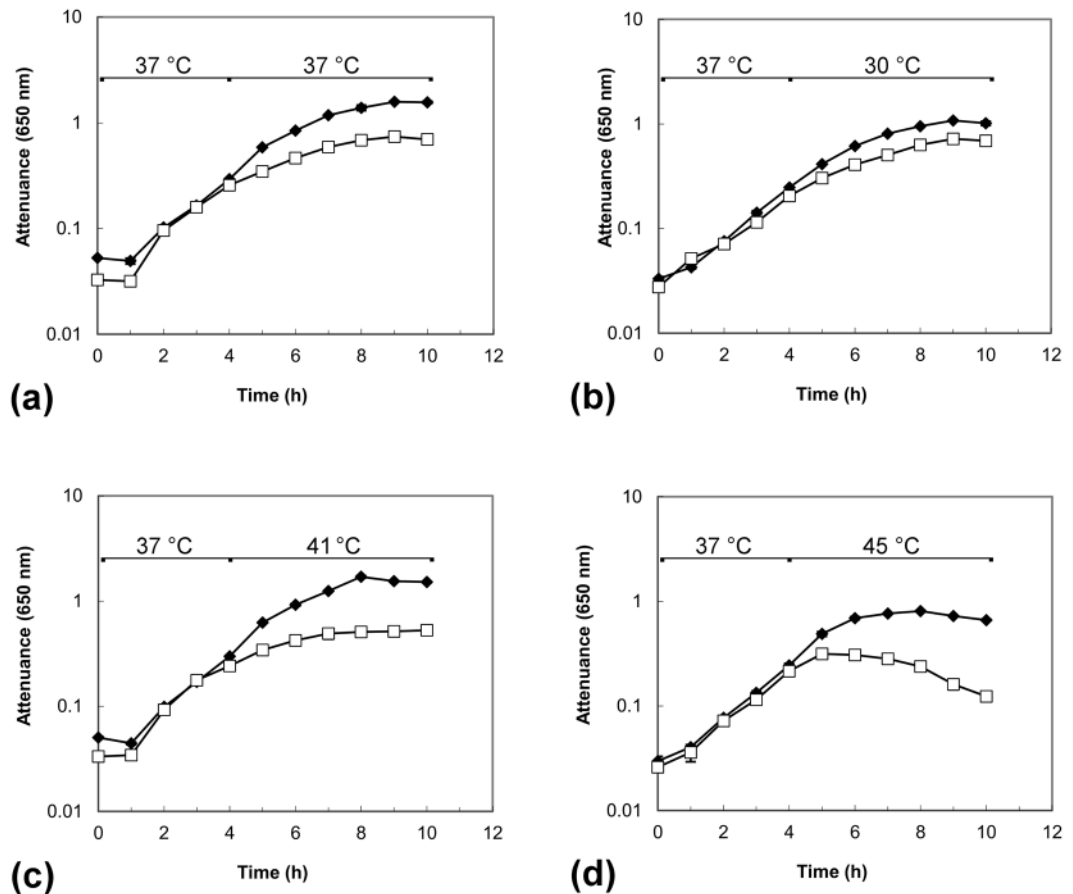 10
37 °C 37 °C
1
0.1
0.01
0 2 4 6 8 10 12
Attenuance (650 nm)
Time (h)
(a)
10
37 °C 30 °C
1
0.1
0.01
0 2 4 6 8 10 12
Attenuance (650 nm)
Time (h)
(b)
10
37 °C 41 °C
1
0.1
0.01
0 2 4 6 8 10 12
Attenuance (650 nm)
Time (h)
(c)
10
37 °C 45 °C
1
0.1
0.01
0 2 4 6 8 10 12
Attenuance (650 nm)
Time (h)
(d)